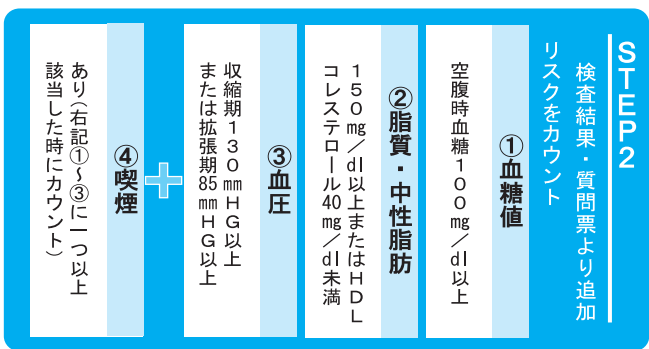 STEP2
検査結果・質問票より追加
リスクをカウント
①血糖値
空腹時血糖100㎎/dl以上
②脂質・中性脂肪
150㎎/dl以上またはHDL
コレステロール40㎎/dl未満
③血圧
収縮期130㎜HG以上
または拡張期85㎜HG以上
+
④喫煙
あり(右記①～③に一つ以上
該当した時にカウント)